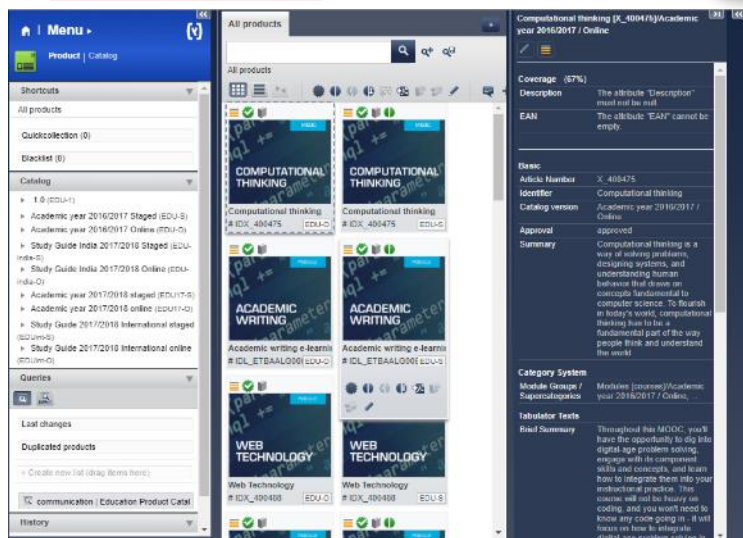 Menu
Product | Catalog
Shortcuts
All products
Quickcollection (0)
Blacklist (0)
Catalog
1.0 (EDU-1)
Academic year 2016/2017 Staged (EDU-S)
Academic year 2016/2017 Online (EDU-O)
Study Guide India 2017/2018 Staged (EDU-
India-S)
Study Guide India 2017/2018 Online (EDU-
India-O)
Academic year 2017/2018 staged (EDU17-S)
Academic year 2017/2018 online (EDU17-O)
Study Guide 2017/2018 International staged
(EDUint-S)
Study Guide 2017/2018 International online
(EDUint-O)
Queries
Last changes
Duplicated products
+ Create new list (drag items here)
communication | Education Product Catal
History
All products
All products
COMPUTATIONAL
THINKING
Computational thinking
# IDX_400475 EDU-O
COMPUTATIONAL
THINKING
Computational thinking
# IDX_400475 EDU-S
ACADEMIC
WRITING
Academic writing e-learnin
EDU-O
ACADEMIC
WRITING
Academic writing e-learnin
EDU-S
WEB
TECHNOLOGY
Web Technology
# IDX_400488 EDU-O
WEB
TECHNOLOGY
Web Technology
# IDX_400488 EDU-S
Computational thinking [X_400475]/Academic
year 2016/2017 / Online
Coverage (67%)
Description The attribute "Description"
must not be null.
EAN The attribute "EAN" cannot be
empty.
Basic
Article Number X_400475
Identifier Computational thinking
Catalog version Academic year 2016/2017 /
Online
Approval approved
Summary Computational thinking is a
way of solving problems,
designing systems, and
understanding human
behavior that draws on
concepts fundamental to
computer science. To flourish
in today's world, computational
thinking has to be a
fundamental part of the way
people think and understand
the world.
Category System
Module Groups / Modules [courses]/Academic
Supercategories year 2016/2017 / Online, ...
Tabulator Texts
Brief Summary Throughout this MOOC, you'll
have the opportunity to dig into
digital-age problem solving,
engage with its component
skills and concepts, and learn
how to integrate them into your
instructional practice. This
course will not be heavy on
coding, and you won't need to
know any code going in - it will
focus on how to integrate
digital-age problem solving in